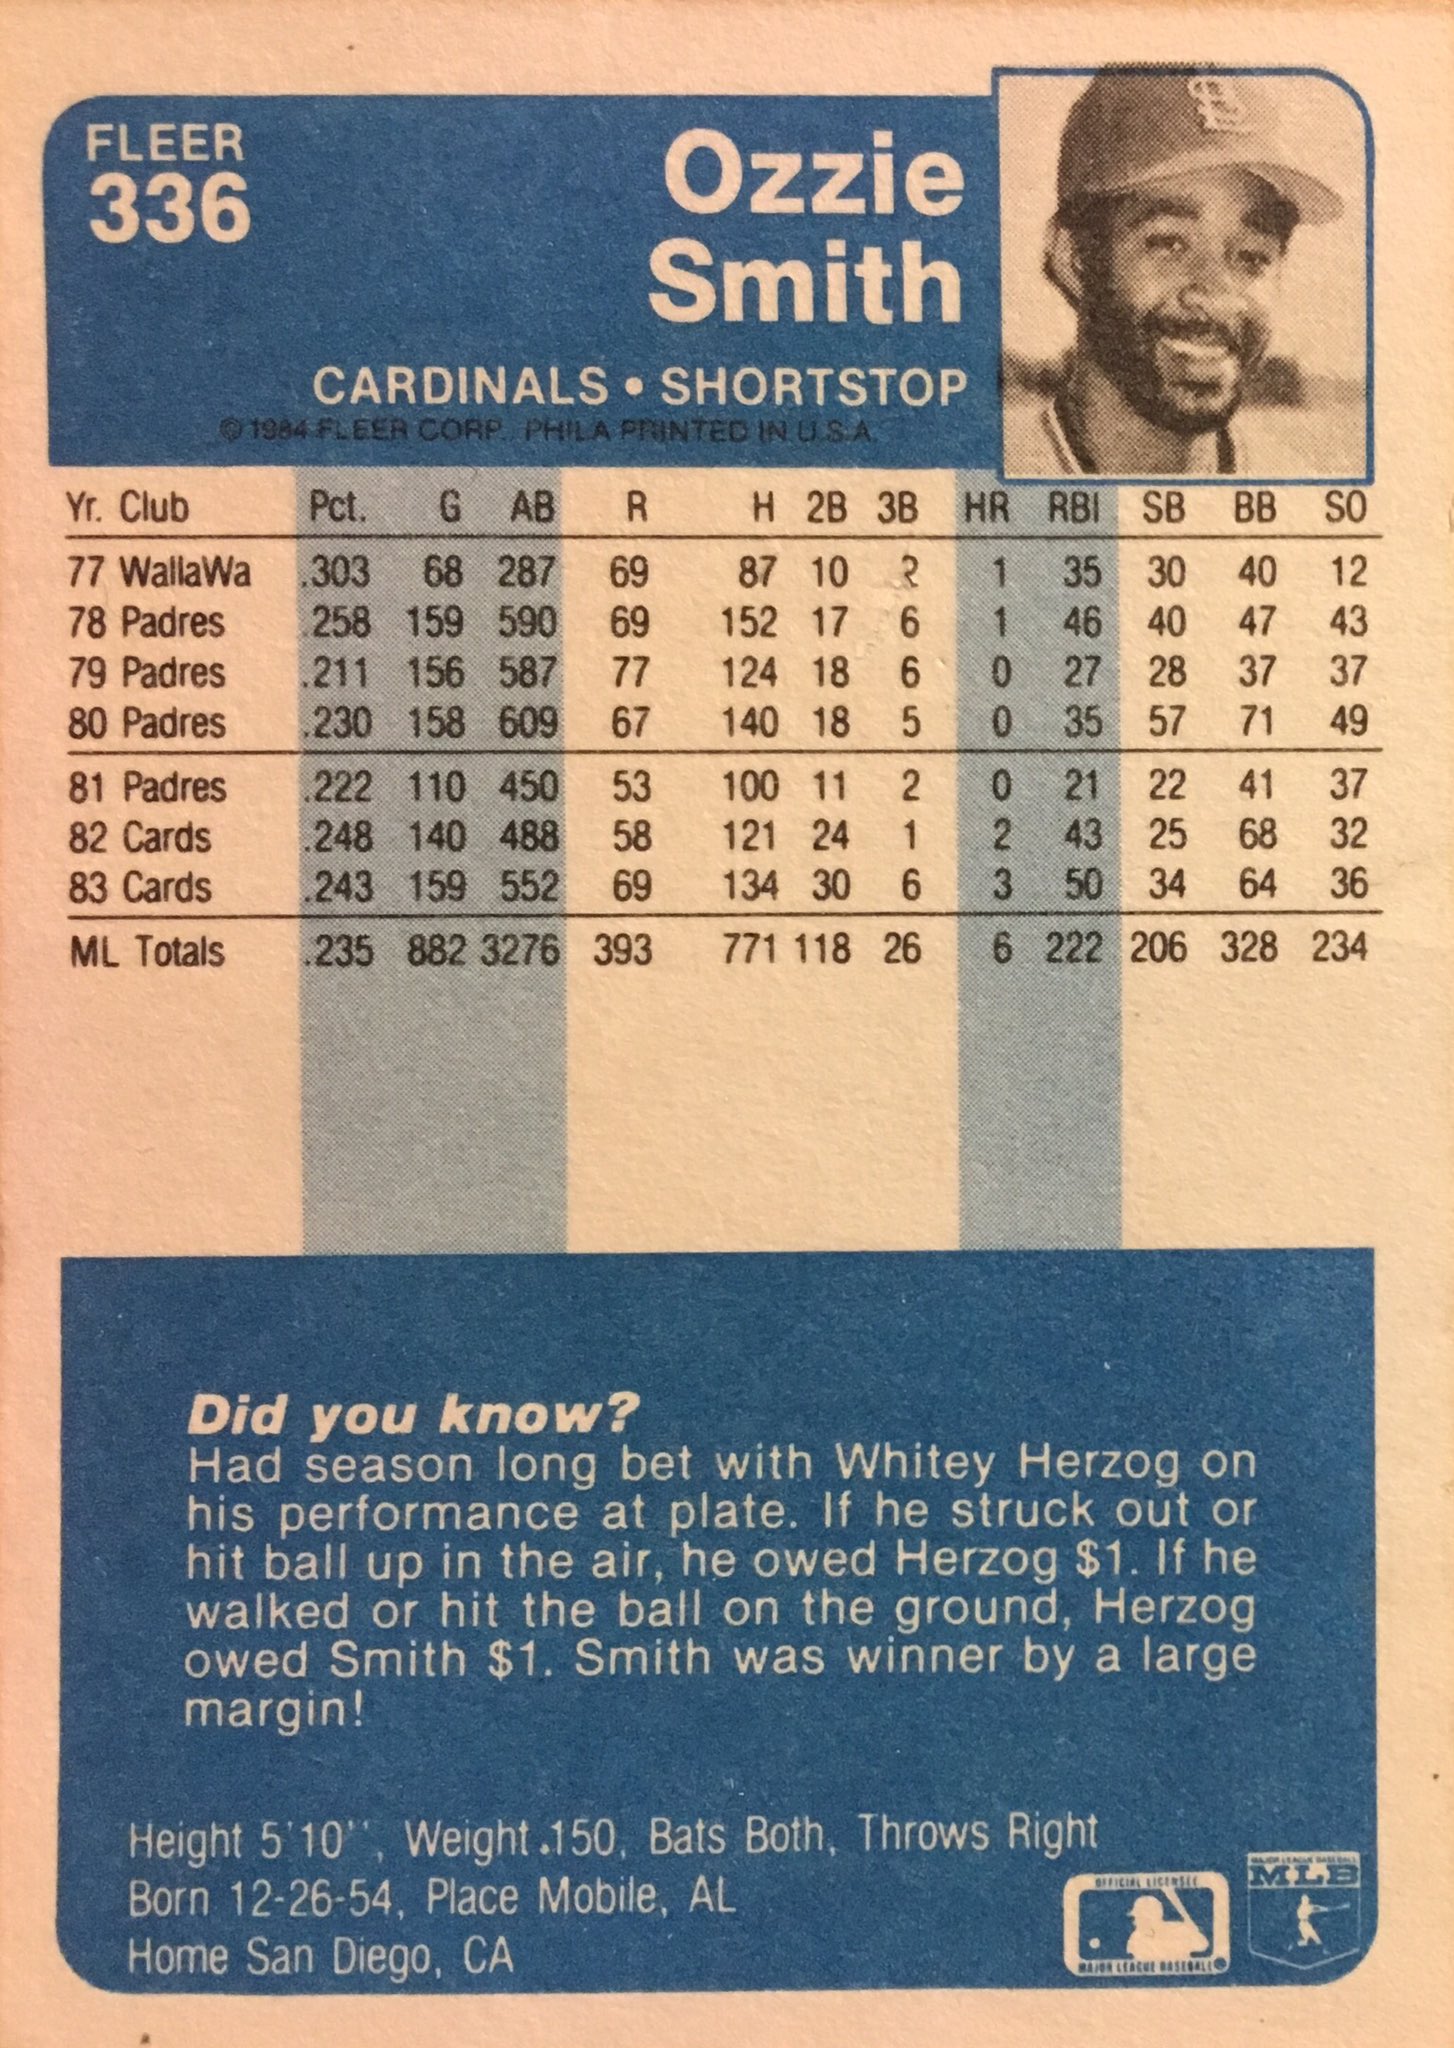 FLEER
336
Ozzie
Smith
CARDINALS • SHORTSTOP
© 1984 FLEER CORP. PHILA PRINTED IN U.S.A.
Yr. Club Pct. G AB R H 2B 3B HR RBI SB BB SO
77 WallaWa .303 68 287 69 87 10 2 1 35 30 40 12
78 Padres .258 159 590 69 152 17 6 1 46 40 47 43
79 Padres .211 156 587 77 124 18 6 0 27 28 37 37
80 Padres .230 158 609 67 140 18 5 0 35 57 71 49
81 Padres .222 110 450 53 100 11 2 0 21 22 41 37
82 Cards .248 140 488 58 121 24 1 2 43 25 68 32
83 Cards .243 159 552 69 134 30 6 3 50 34 64 36
ML Totals .235 882 3276 393 771 118 26 6 222 206 328 234
Did you know?
Had season long bet with Whitey Herzog on
his performance at plate. If he struck out or
hit ball up in the air, he owed Herzog $1. If he
walked or hit the ball on the ground, Herzog
owed Smith $1. Smith was winner by a large
margin!
Height 5'10'', Weight.150, Bats Both, Throws Right
Born 12-26-54, Place Mobile, AL
Home San Diego, CA
OFFICIAL LICENSEE
MAJOR LEAGUE BASEBALL
MAJOR LEAGUE BASEBALL
MLB